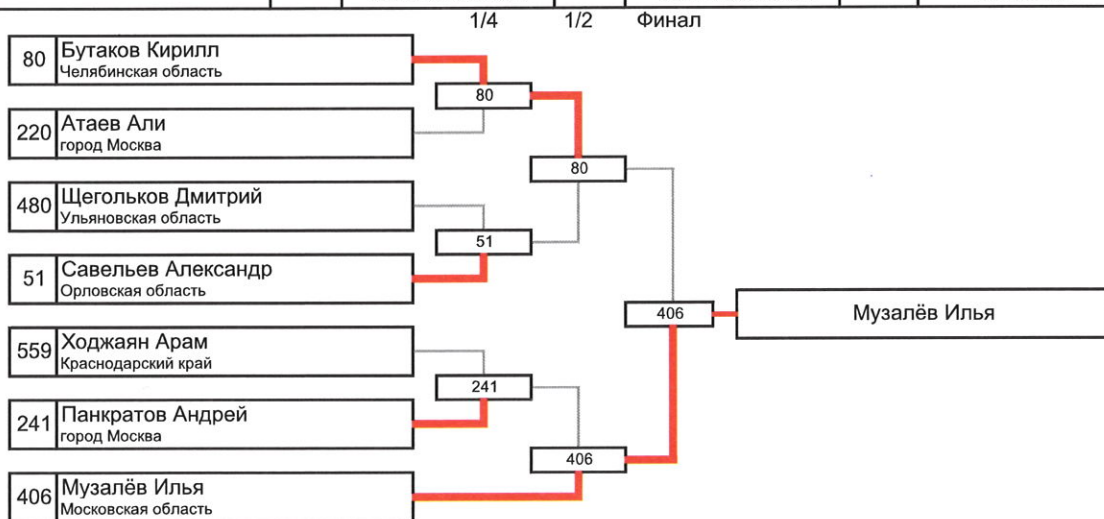 1/4 1/2 Финал
80 Бутаков Кирилл
Челябинская область
80
220 Атаев Али
город Москва
80
480 Щегольков Дмитрий
Ульяновская область
51
51 Савельев Александр
Орловская область
406 Музалёв Илья
559 Ходжаян Арам
Краснодарский край
241
241 Панкратов Андрей
город Москва
406
406 Музалёв Илья
Московская область